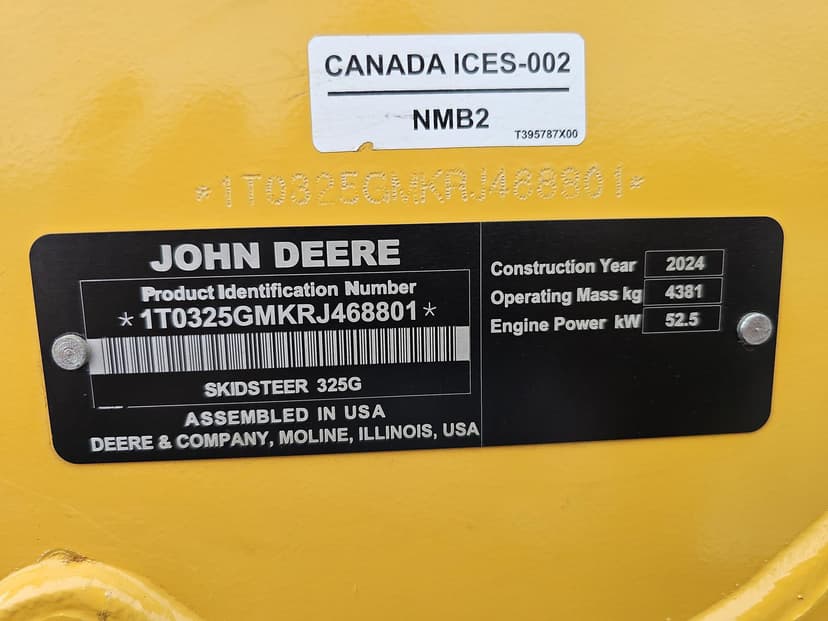 CANADA ICES-002
NMB2
T395787X00
*1T0325GMKRJ468801*
JOHN DEERE
Product Identification Number
*1T0325GMKRJ468801*
SKIDSTEER 325G
ASSEMBLED IN USA
DEERE & COMPANY, MOLINE, ILLINOIS, USA
Construction Year 2024
Operating Mass kg 4381
Engine Power kW 52.5